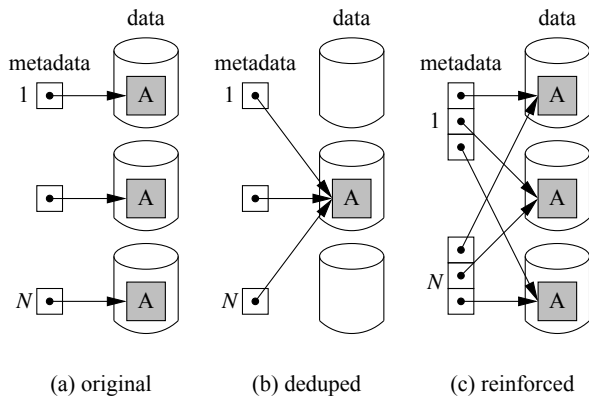 data
metadata
1
A
A
N
A
(a) original
data
metadata
1
A
N
(b) deduped
data
metadata
A
1
A
N
A
(c) reinforced